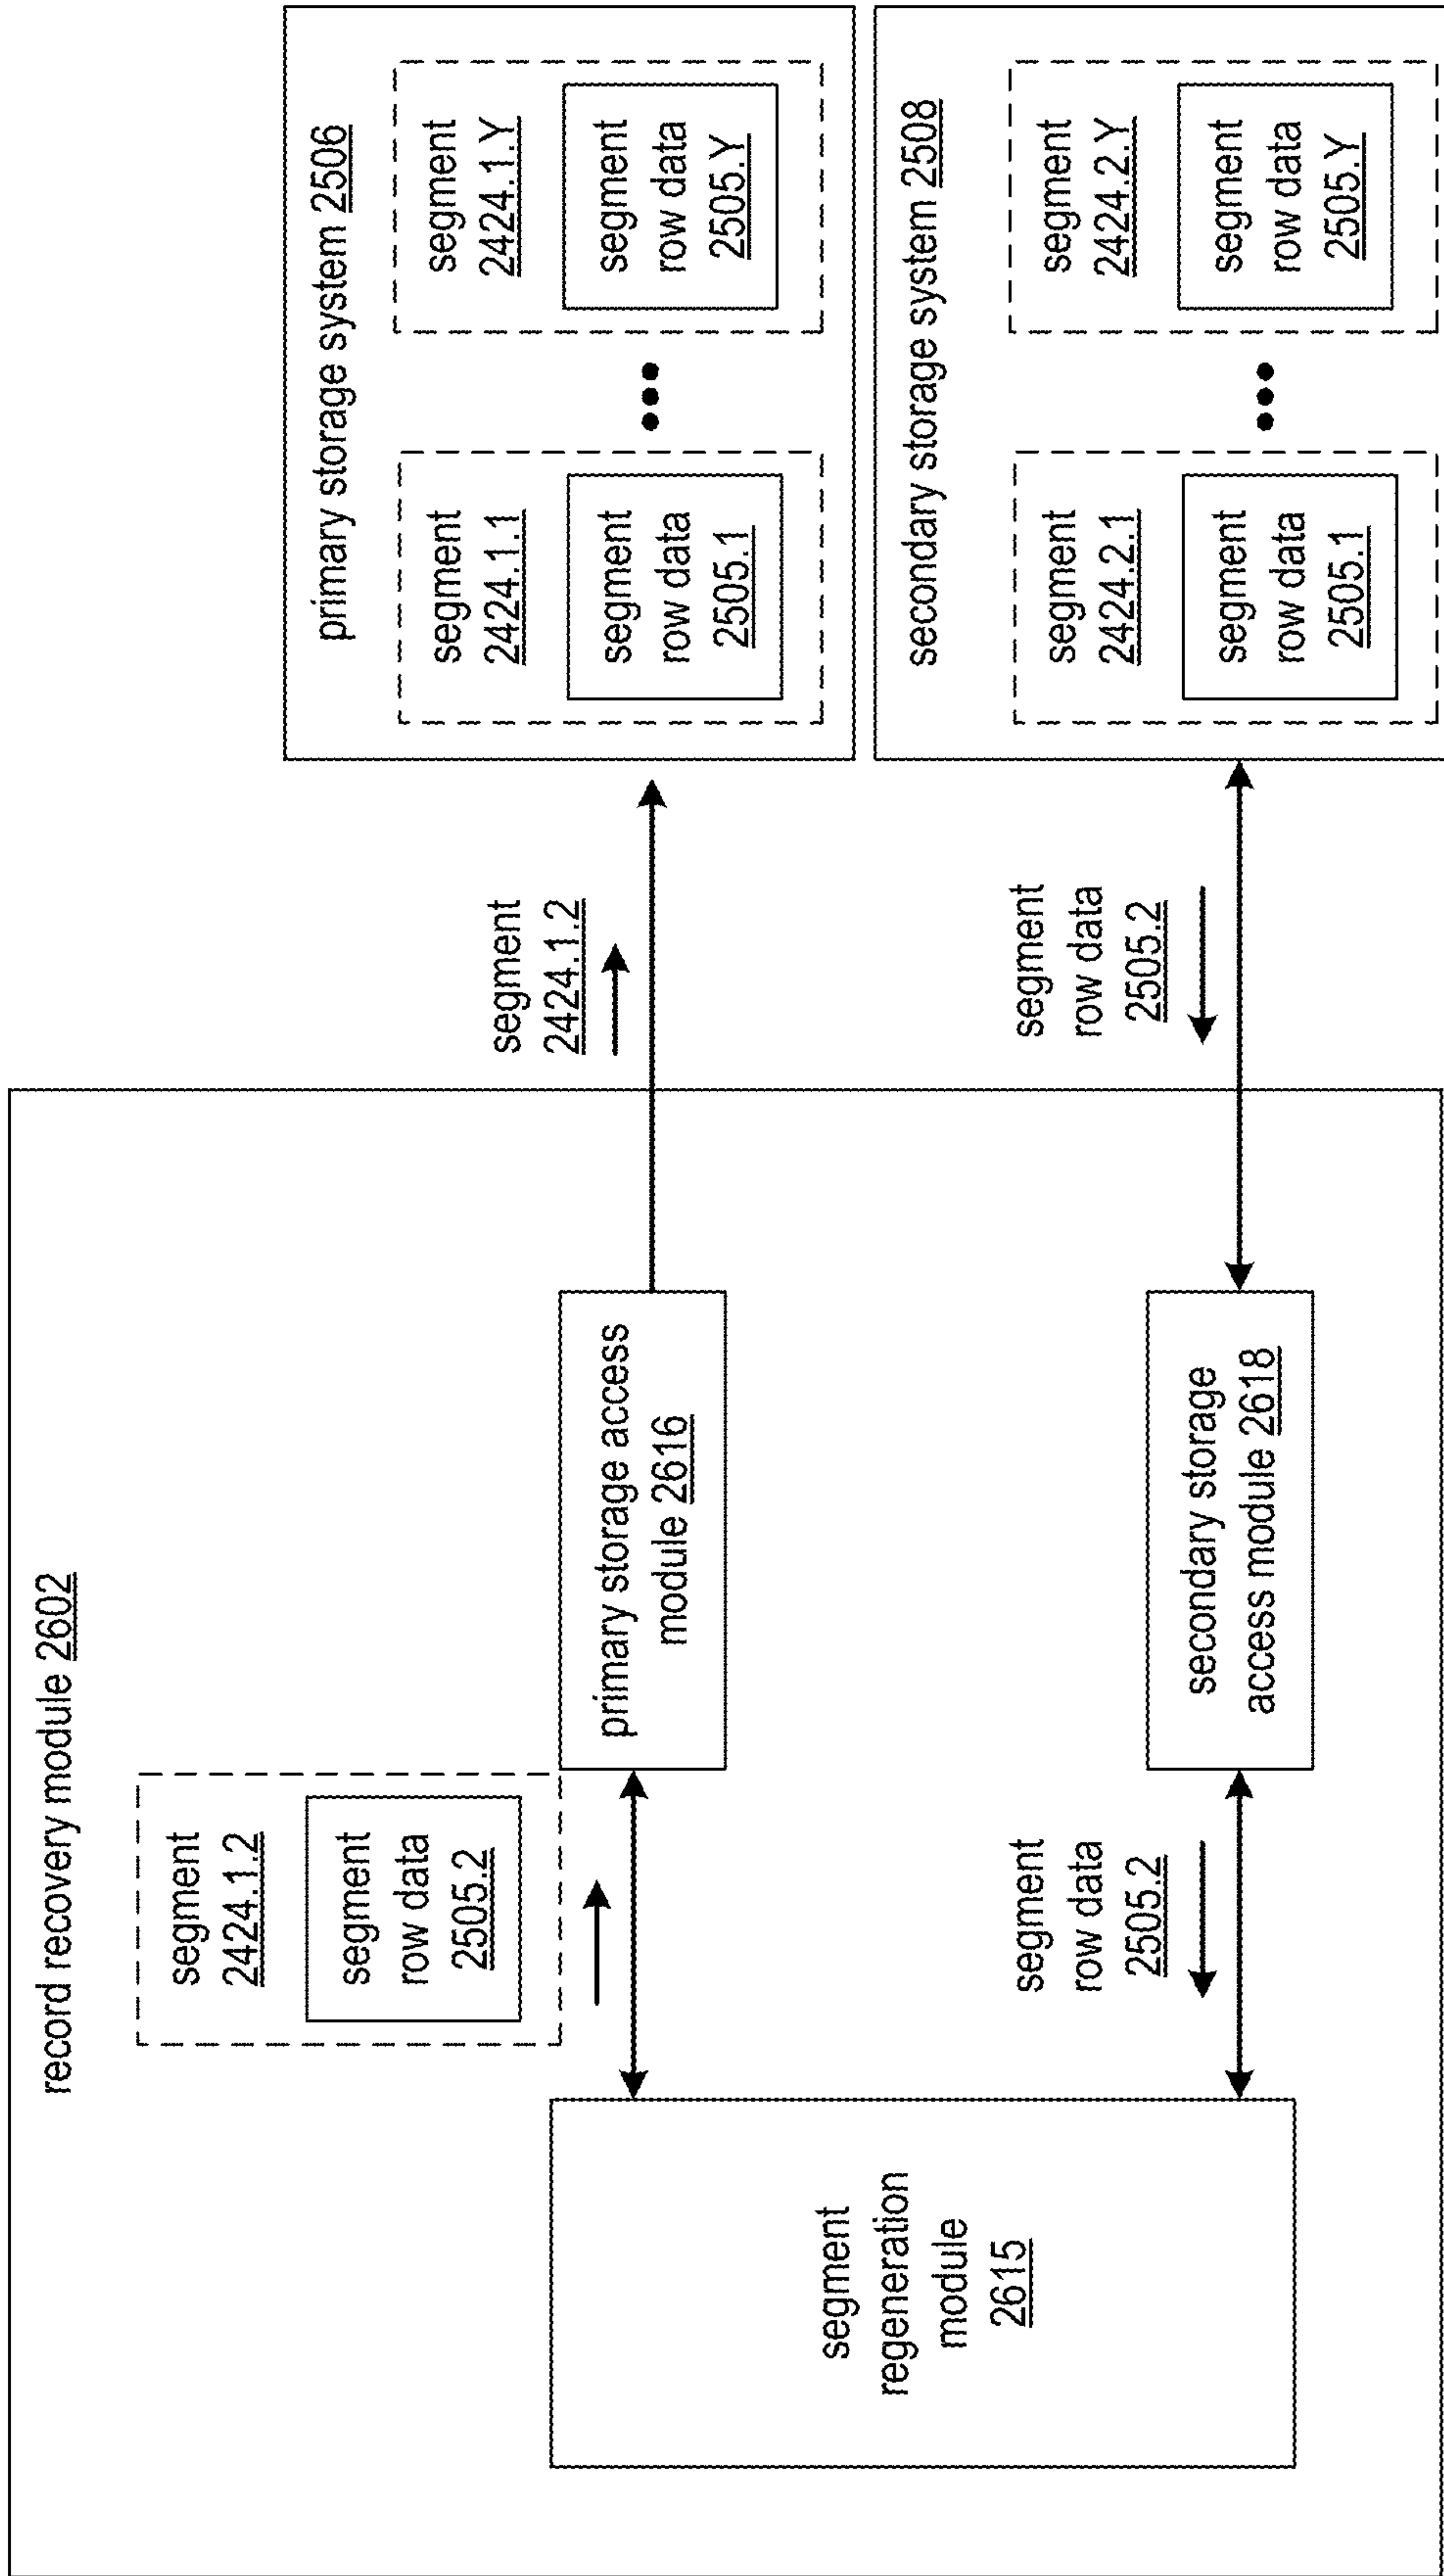 record recovery module 2602
segment
2424.1.2
segment
row data
2505.2
segment
regeneration
module
2615
primary storage access
module 2616
segment
row data
2505.2
secondary storage
access module 2618
segment
2424.1.2
segment
row data
2505.2
primary storage system 2506
segment
2424.1.1
segment
row data
2505.1
•••
segment
2424.1.Y
segment
row data
2505.Y
secondary storage system 2508
segment
2424.2.1
segment
row data
2505.1
•••
segment
2424.2.Y
segment
row data
2505.Y